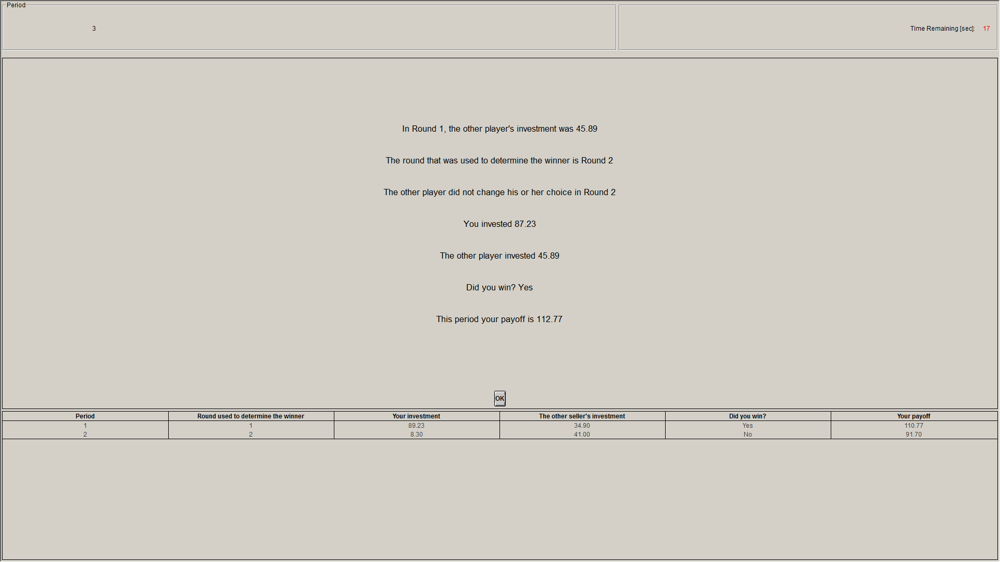 Period
3
Time Remaining [sec]: 17
In Round 1, the other player's investment was 45.89
The round that was used to determine the winner is Round 2
The other player did not change his or her choice in Round 2
You invested 87.23
The other player invested 45.89
Did you win? Yes
This period your payoff is 112.77
OK
Period Round used to determine the winner Your investment The other seller's investment Did you win? Your payoff
1 1 89.23 34.90 Yes 110.77
2 2 8.30 41.00 No 91.70